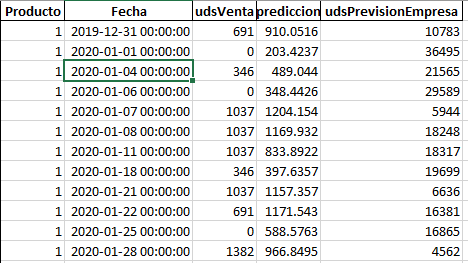 Producto Fecha udsVenta prediccion udsPrevisionEmpresa
1 2019-12-31 00:00:00 691 910.0516 10783
1 2020-01-01 00:00:00 0 203.4237 36495
1 2020-01-04 00:00:00 346 489.044 21565
1 2020-01-06 00:00:00 0 348.4426 29589
1 2020-01-07 00:00:00 1037 1204.154 5944
1 2020-01-08 00:00:00 1037 1169.932 18248
1 2020-01-11 00:00:00 1037 833.8922 18317
1 2020-01-18 00:00:00 346 397.6357 19699
1 2020-01-21 00:00:00 1037 1157.357 6636
1 2020-01-22 00:00:00 691 1171.543 16381
1 2020-01-25 00:00:00 0 588.5763 16865
1 2020-01-28 00:00:00 1382 966.8495 4562